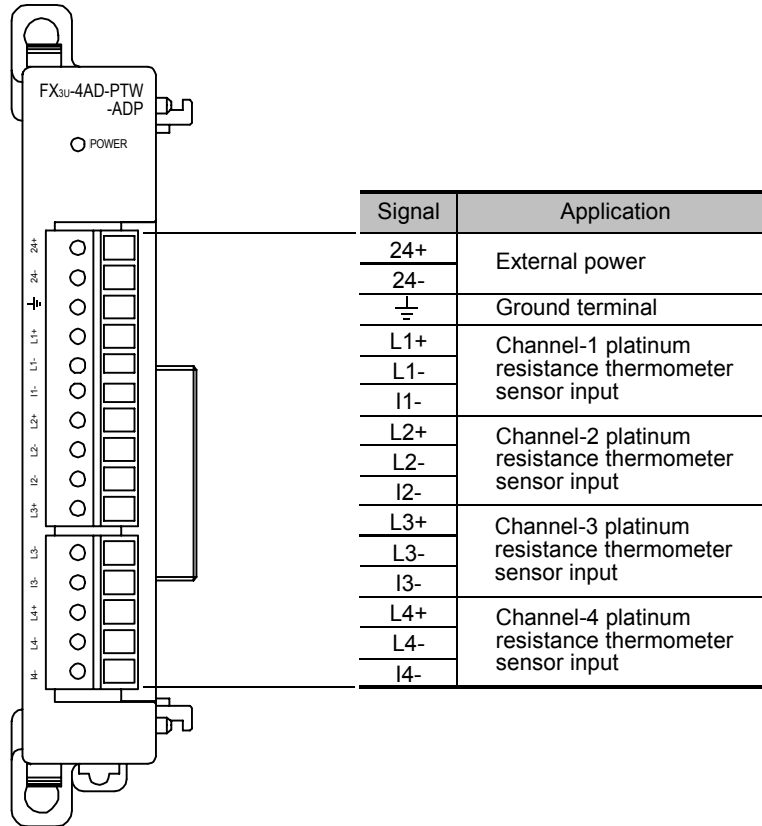 FX3U-4AD-PTW
-ADP
POWER
24+
24-
⏚
L1+
L1-
I1-
L2+
L2-
I2-
L3+
L3-
I3-
L4+
L4-
I4-
Signal Application
24+
24-
External power
⏚ Ground terminal
L1+
L1-
I1-
Channel-1 platinum
resistance thermometer
sensor input
L2+
L2-
I2-
Channel-2 platinum
resistance thermometer
sensor input
L3+
L3-
I3-
Channel-3 platinum
resistance thermometer
sensor input
L4+
L4-
I4-
Channel-4 platinum
resistance thermometer
sensor input